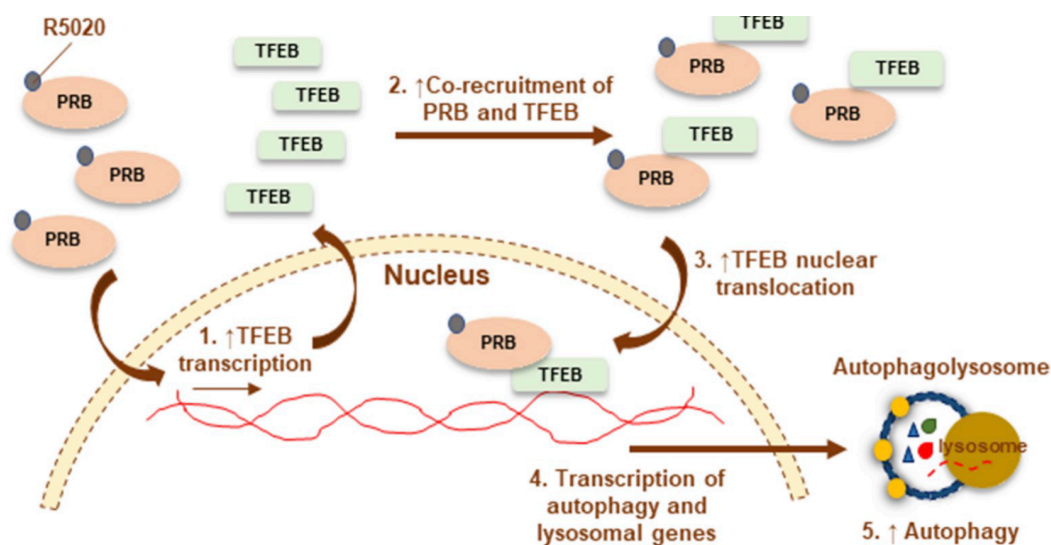 R5020
PRB
PRB
PRB
TFEB
TFEB
TFEB
TFEB
2. ↑Co-recruitment of
PRB and TFEB
TFEB
PRB
TFEB
PRB
TFEB
PRB
Nucleus
1. ↑TFEB
transcription
PRB
TFEB
3. ↑TFEB nuclear
translocation
4. Transcription of
autophagy and
lysosomal genes
Autophagolysosome
lysosome
5. ↑ Autophagy